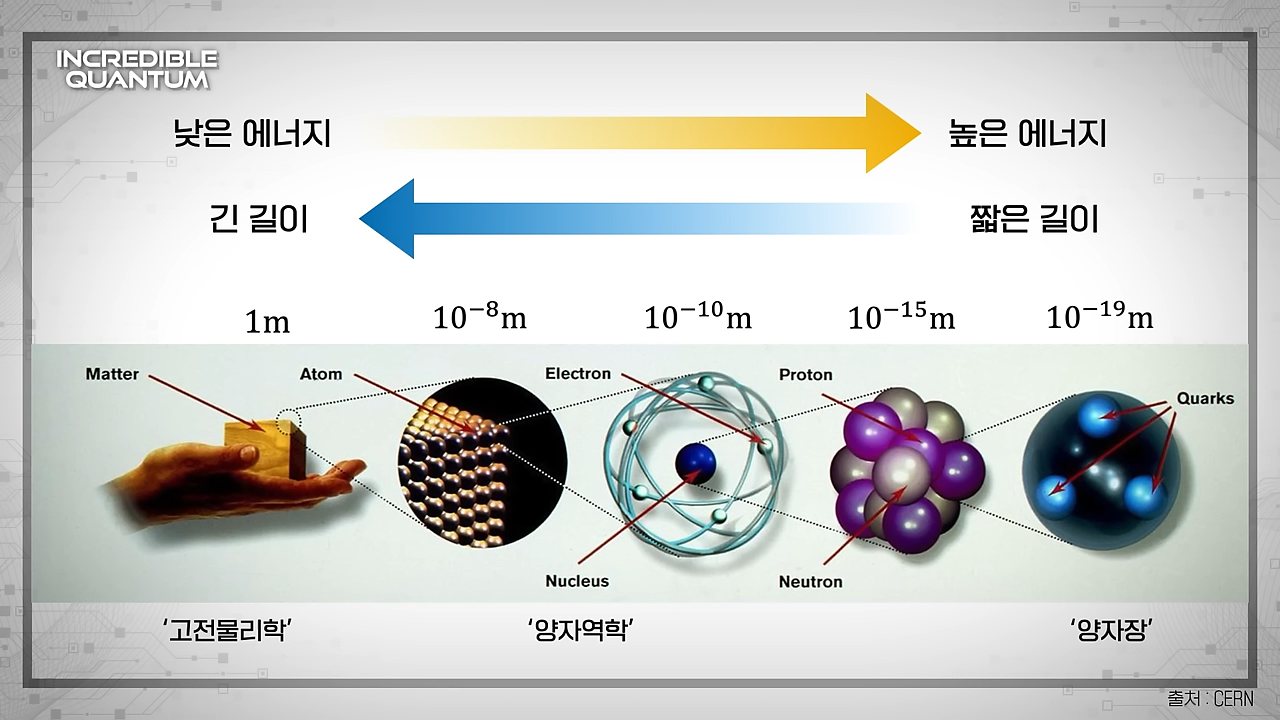 INCREDIBLE
QUANTUM
낮은 에너지 높은 에너지
긴 길이 짧은 길이
1m 10⁻⁸m 10⁻¹⁰m 10⁻¹⁵m 10⁻¹⁹m
Matter Atom Electron Proton
Quarks
Nucleus Neutron
‘고전물리학’ ‘양자역학’ ‘양자장’
출처 : CERN